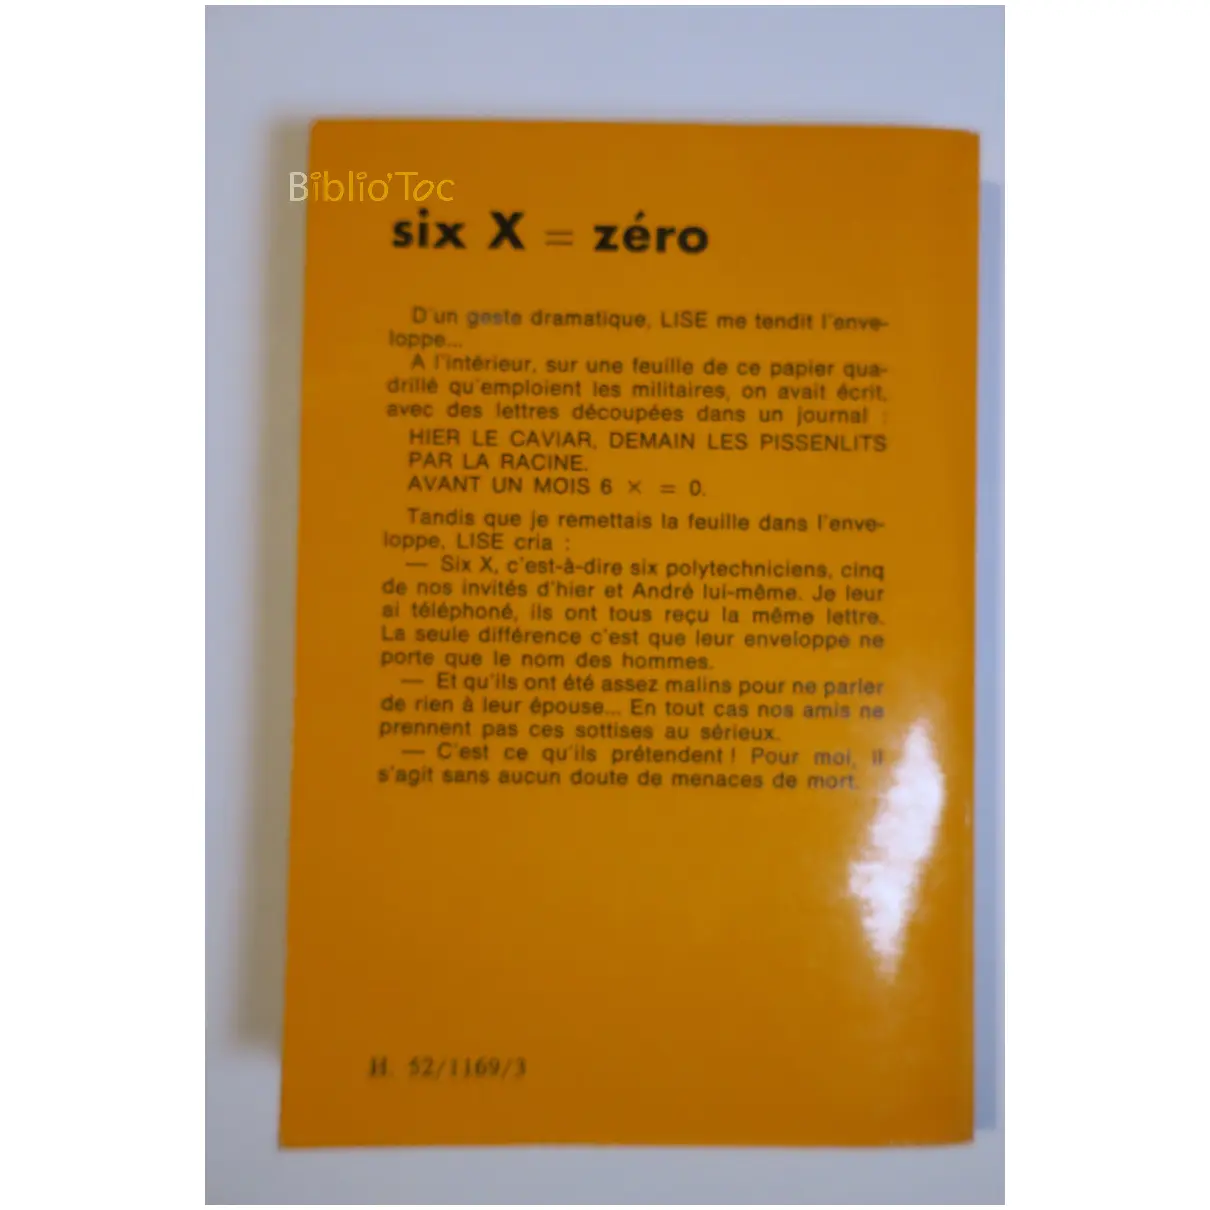 Biblio'Toc
six X = zéro
D'un geste dramatique, LISE me tendit l'enve-
loppe...
A l'intérieur, sur une feuille de ce papier qua-
drillé qu'emploient les militaires, on avait écrit,
avec des lettres découpées dans un journal :
HIER LE CAVIAR, DEMAIN LES PISSENLITS
PAR LA RACINE.
AVANT UN MOIS 6 × = 0.
Tandis que je remettais la feuille dans l'enve-
loppe, LISE cria :
— Six X, c'est-à-dire six polytechniciens, cinq
de nos invités d'hier et André lui-même. Je leur
ai téléphoné, ils ont tous reçu la même lettre.
La seule différence c'est que leur enveloppe ne
porte que le nom des hommes.
— Et qu'ils ont été assez malins pour ne parler
de rien à leur épouse... En tout cas nos amis ne
prennent pas ces sottises au sérieux.
— C'est ce qu'ils prétendent ! Pour moi, il
s'agit sans aucun doute de menaces de mort.
H. 52/1169/3